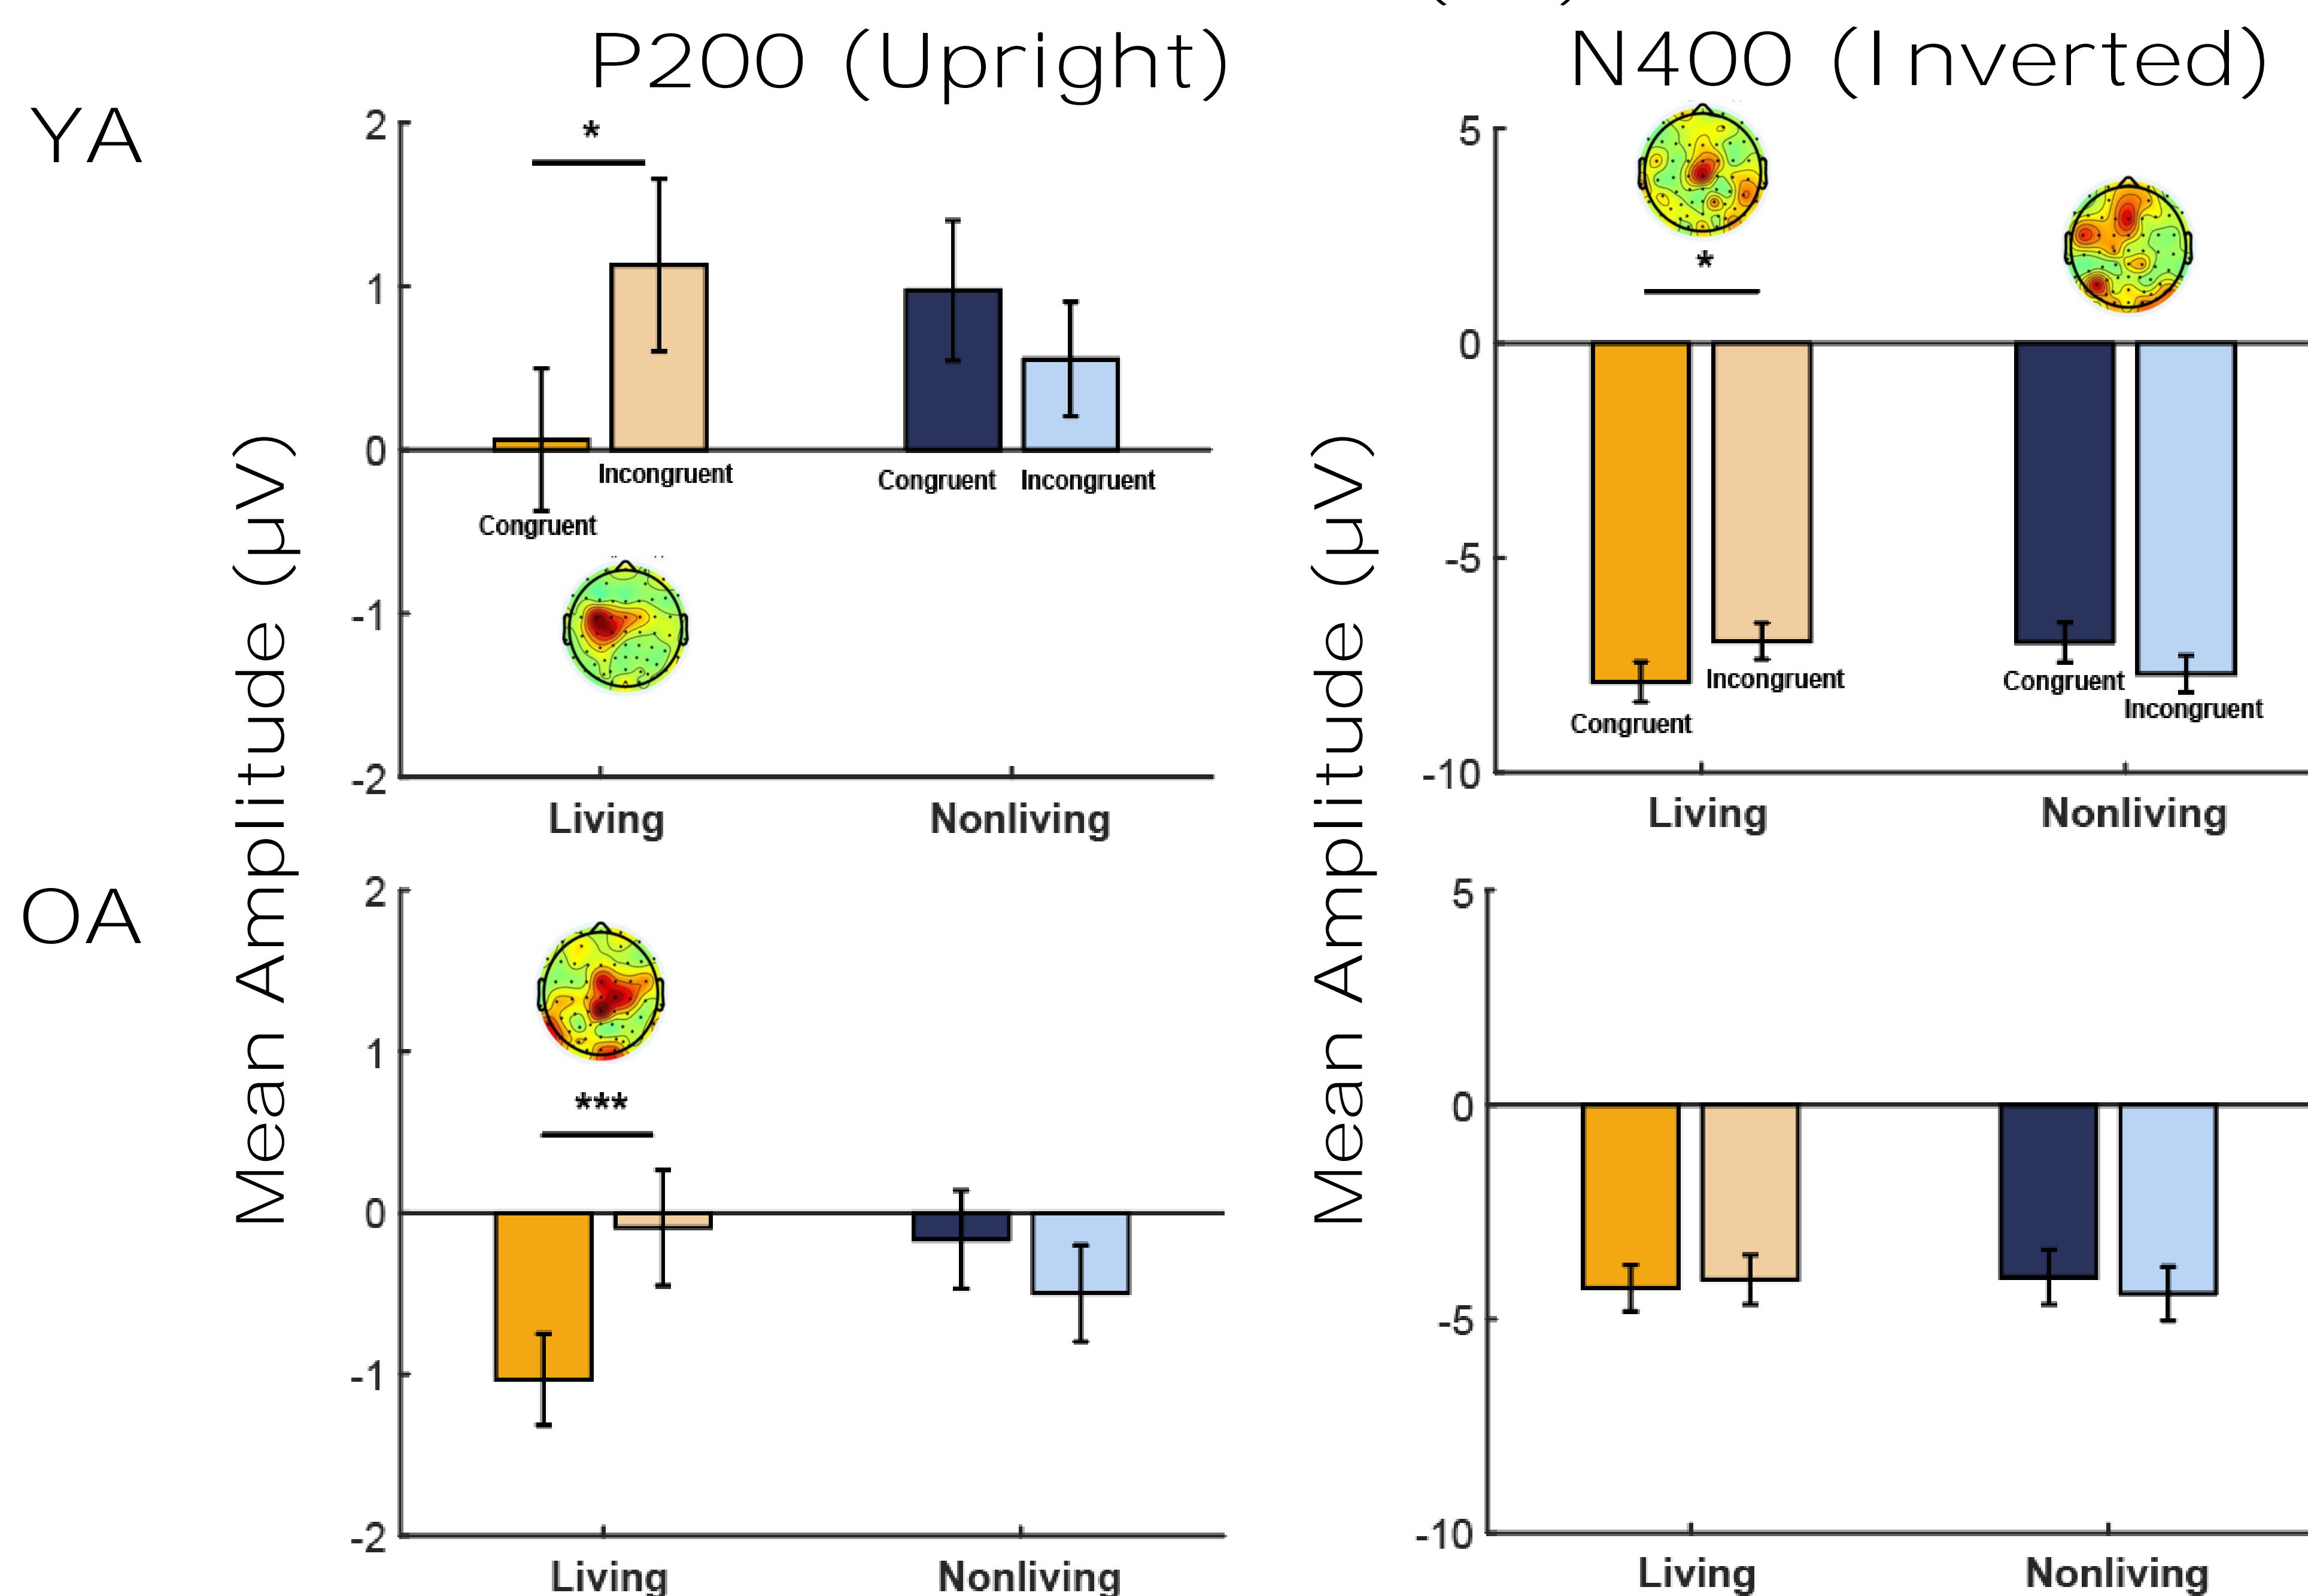 P200 (Upright)
N400 (Inverted)
YA
Mean Amplitude (µV)
2
1
0
-1
-2
*
Congruent
Incongruent
Congruent
Incongruent
Living
Nonliving
Mean Amplitude (µV)
5
0
-5
-10
*
Congruent
Incongruent
Congruent
Incongruent
Living
Nonliving
OA
2
1
0
-1
-2
***
Living
Nonliving
5
0
-5
-10
Living
Nonliving